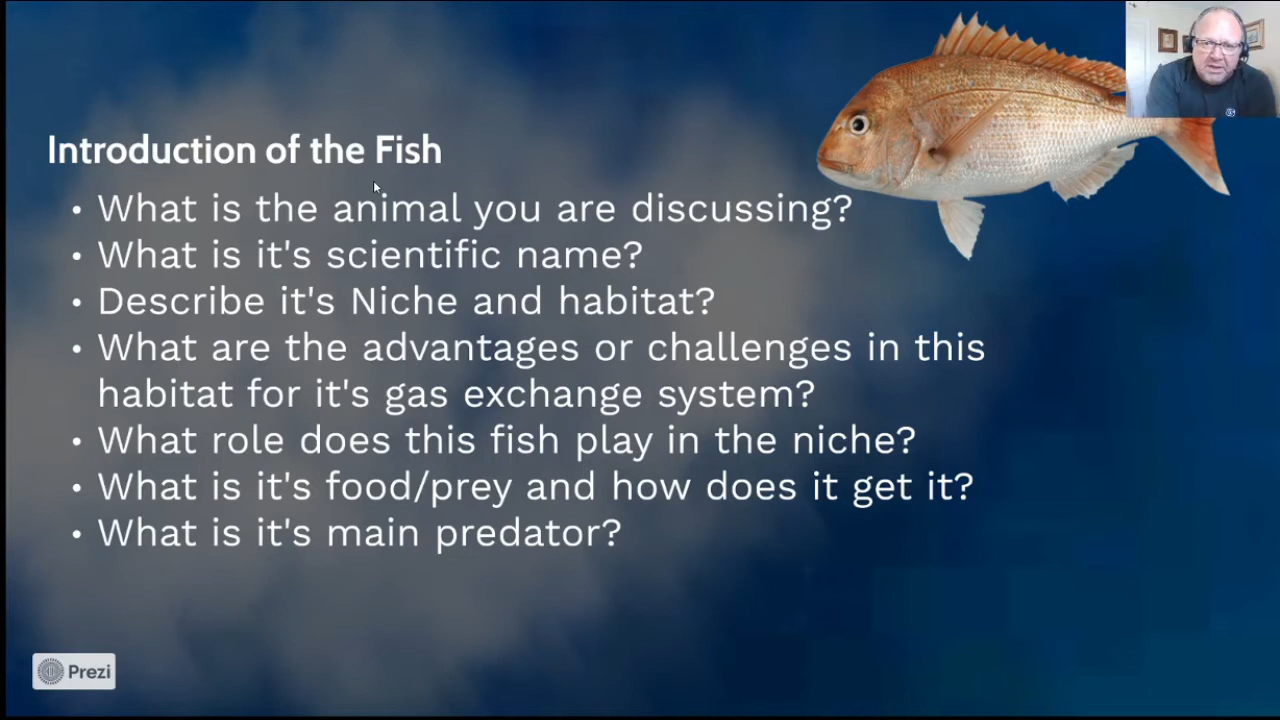 Introduction of the Fish
• What is the animal you are discussing?
• What is it's scientific name?
• Describe it's Niche and habitat?
• What are the advantages or challenges in this
habitat for it's gas exchange system?
• What role does this fish play in the niche?
• What is it's food/prey and how does it get it?
• What is it's main predator?
Prezi